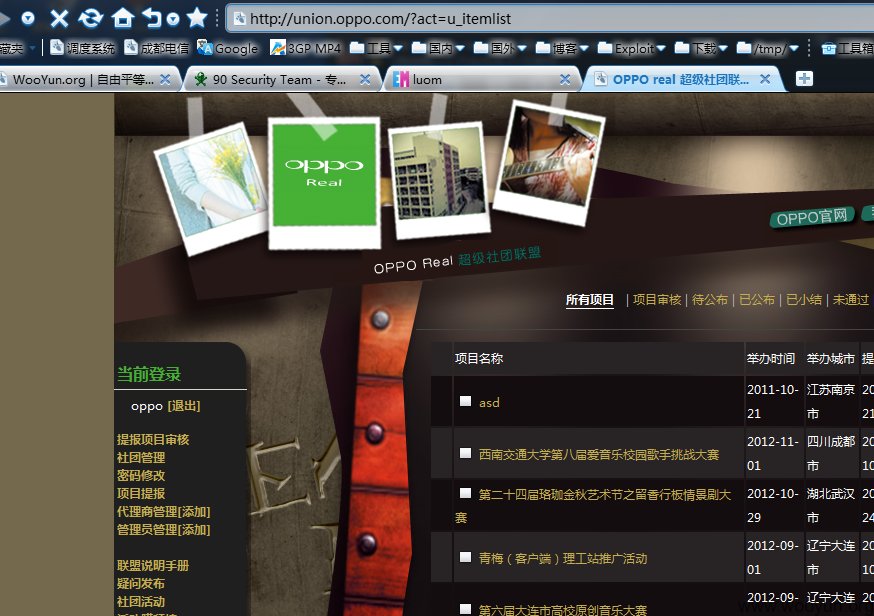 http://union.oppo.com/?act=u_itemlist
藏夹 调度系统 成都电信 Google 3GP MP4 工具 国内 国外 博客 Exploit 下载 /tmp/ 工具箱
WooYun.org | 自由平等... 90 Security Team - 专... luom OPPO real 超级社团联...
oppo
Real
OPPO官网
OPPO Real 超级社团联盟
所有项目 | 项目审核 | 待公布 | 已公布 | 已小结 | 未通过
项目名称 举办时间 举办城市 提
asd 2011-10-21 江苏南京市
西南交通大学第八届爱音乐校园歌手挑战大赛 2012-11-01 四川成都市
第二十四届珞珈金秋艺术节之留香行板情景剧大赛 2012-10-29 湖北武汉市
青梅（客户端）理工站推广活动 2012-09-01 辽宁大连市
第六届大连市高校原创音乐大赛 2012-09- 辽宁大连
当前登录
oppo [退出]
提报项目审核
社团管理
密码修改
项目提报
代理商管理[添加]
管理员管理[添加]
联盟说明手册
疑问发布
社团活动